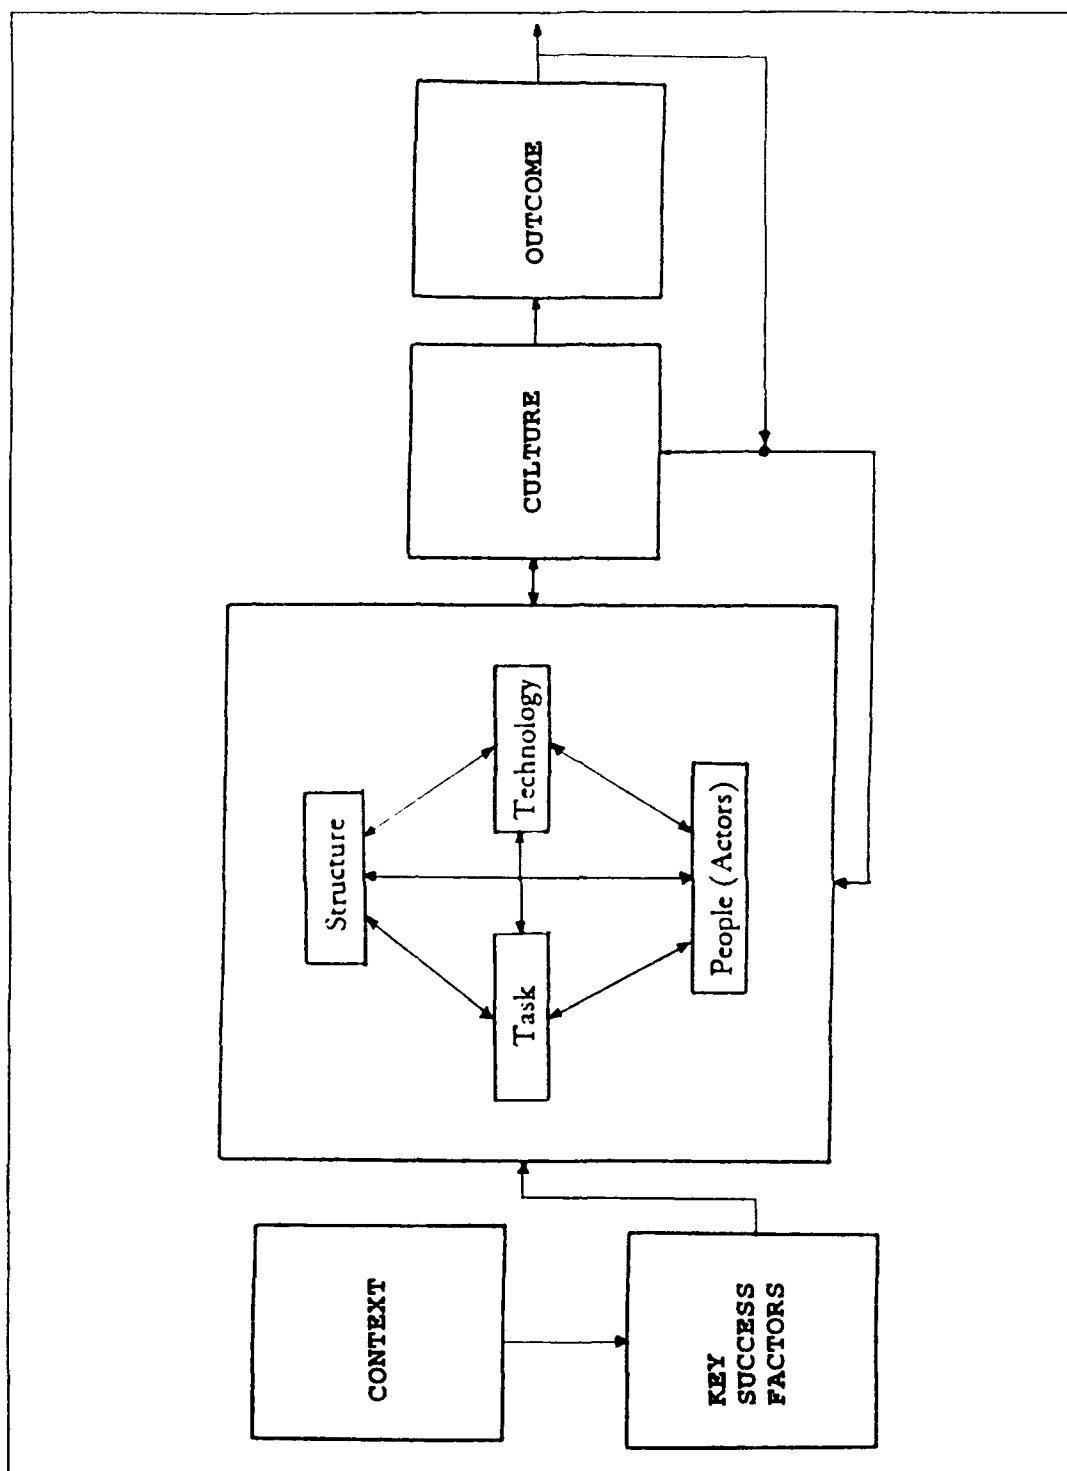 CONTEXT
KEY
SUCCESS
FACTORS
Structure
Task
Technology
People (Actors)
CULTURE
OUTCOME